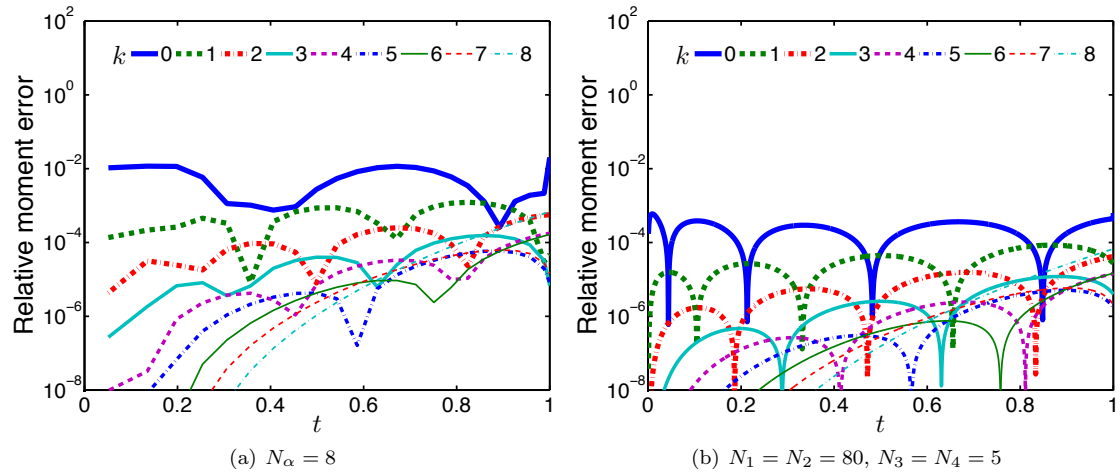 10^2
10^0
10^-2
10^-4
10^-6
10^-8
Relative moment error
k 0 1 2 3 4 5 6 7 8
0 0.2 0.4 0.6 0.8 1
t
(a) N_α = 8
10^2
10^0
10^-2
10^-4
10^-6
10^-8
Relative moment error
k 0 1 2 3 4 5 6 7 8
0 0.2 0.4 0.6 0.8 1
t
(b) N_1 = N_2 = 80, N_3 = N_4 = 5